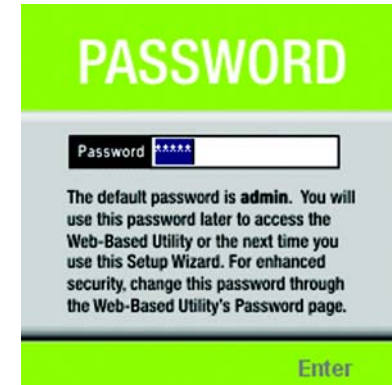 PASSWORD
Password *****
The default password is admin. You will
use this password later to access the
Web-Based Utility or the next time you
use this Setup Wizard. For enhanced
security, change this password through
the Web-Based Utility's Password page.
Enter